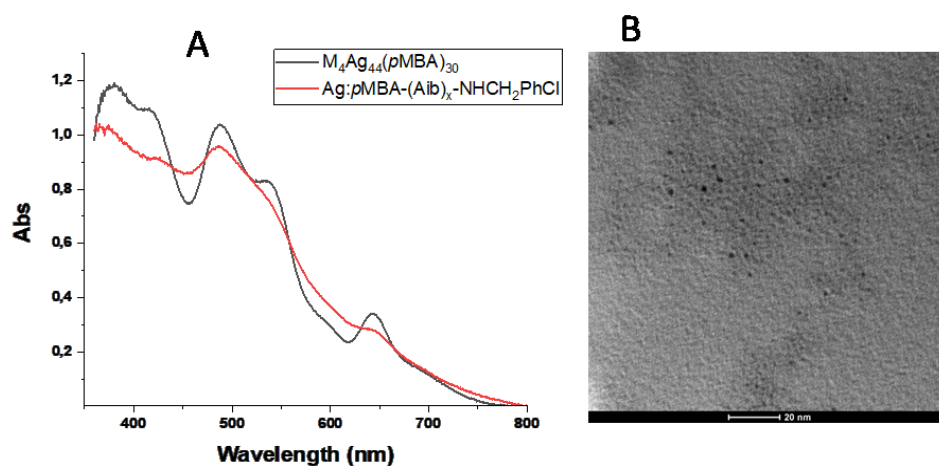 A
B
M₄Ag₄₄(pMBA)₃₀
Ag:pMBA-(Aib)ₓ-NHCH₂PhCl
1,2
1,0
0,8
0,6
0,4
0,2
Abs
400
500
600
700
800
Wavelength (nm)
20 nm